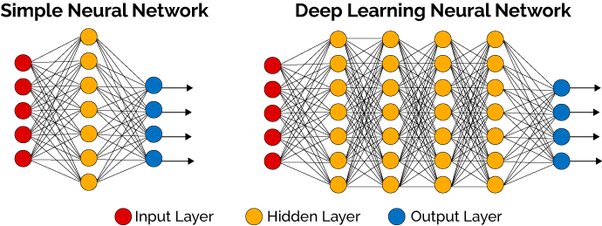 Simple Neural Network
Deep Learning Neural Network
Input Layer
Hidden Layer
Output Layer